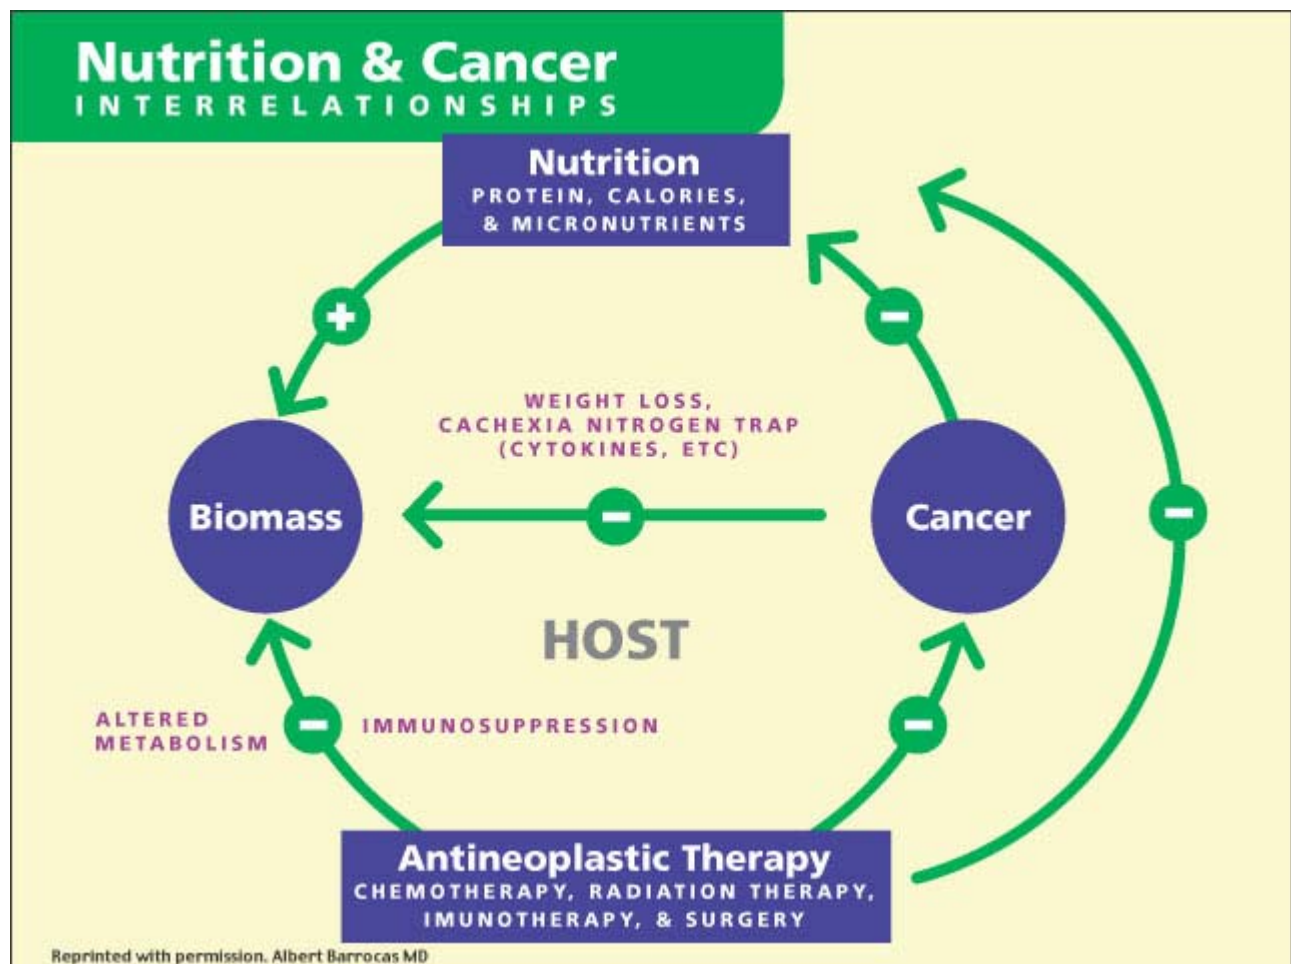 Nutrition & Cancer
INTERRELATIONSHIPS
Nutrition
PROTEIN, CALORIES,
& MICRONUTRIENTS
+
−
WEIGHT LOSS,
CACHEXIA NITROGEN TRAP
(CYTOKINES, ETC)
Biomass
−
Cancer
−
HOST
ALTERED
METABOLISM
−
IMMUNOSUPPRESSION
−
Antineoplastic Therapy
CHEMOTHERAPY, RADIATION THERAPY,
IMUNOTHERAPY, & SURGERY
Reprinted with permission. Albert Barrocas MD